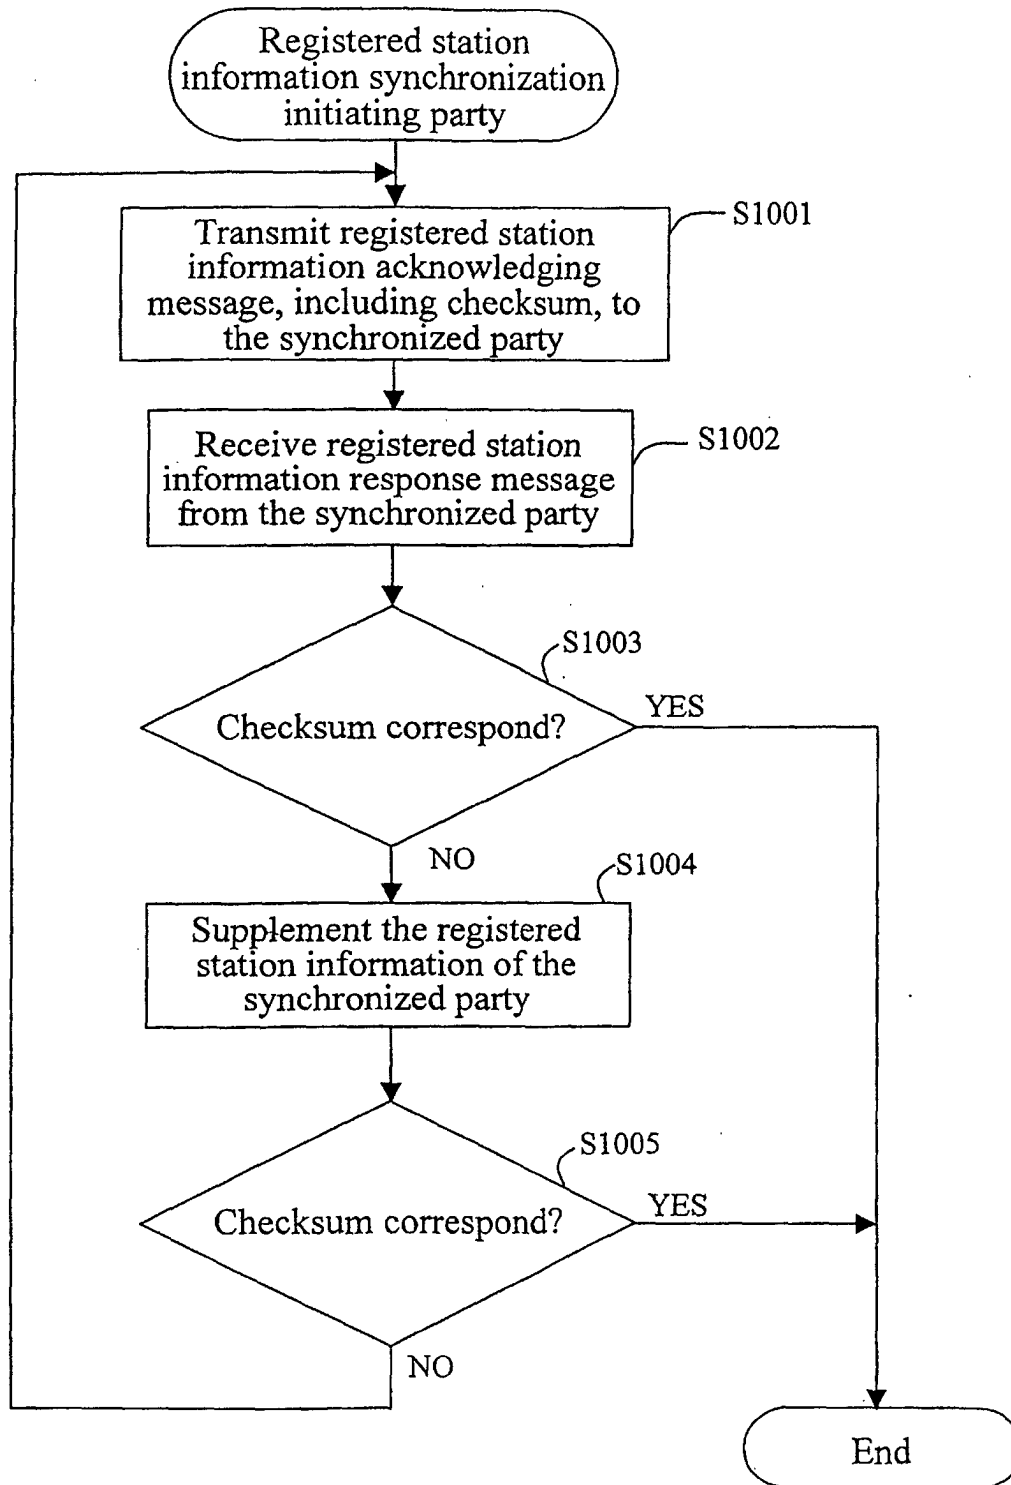 Registered station
information synchronization
initiating party
S1001
Transmit registered station
information acknowledging
message, including checksum, to
the synchronized party
S1002
Receive registered station
information response message
from the synchronized party
S1003
Checksum correspond?
YES
NO
S1004
Supplement the registered
station information of the
synchronized party
S1005
Checksum correspond?
YES
NO
End